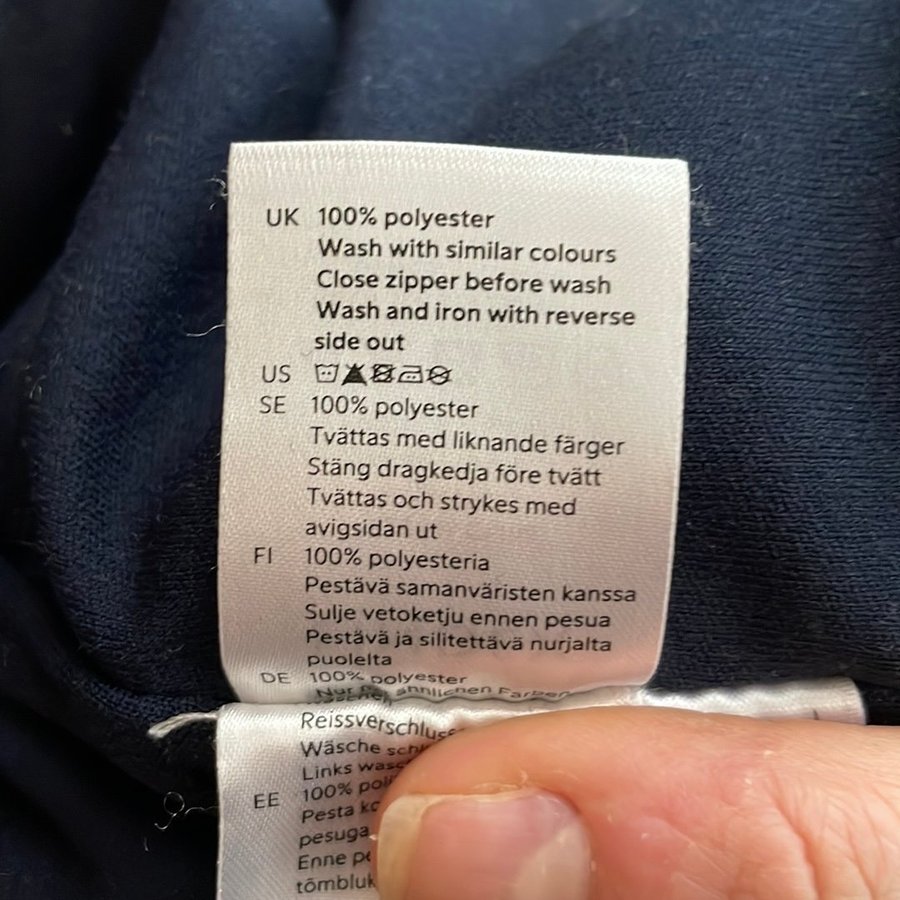 UK 100% polyester
Wash with similar colours
Close zipper before wash
Wash and iron with reverse
side out
US
SE 100% polyester
Tvättas med liknande färger
Stäng dragkedja före tvätt
Tvättas och strykes med
avigsidan ut
FI 100% polyesteria
Pestävä samanväristen kanssa
Sulje vetoketju ennen pesua
Pestävä ja silitettävä nurjalta
puolelta
DE 100% polyester
Nur ähnlichen Farben
Reissverschluss
Wäsche
Links
EE 100%
Pesta
pesuga
Enne